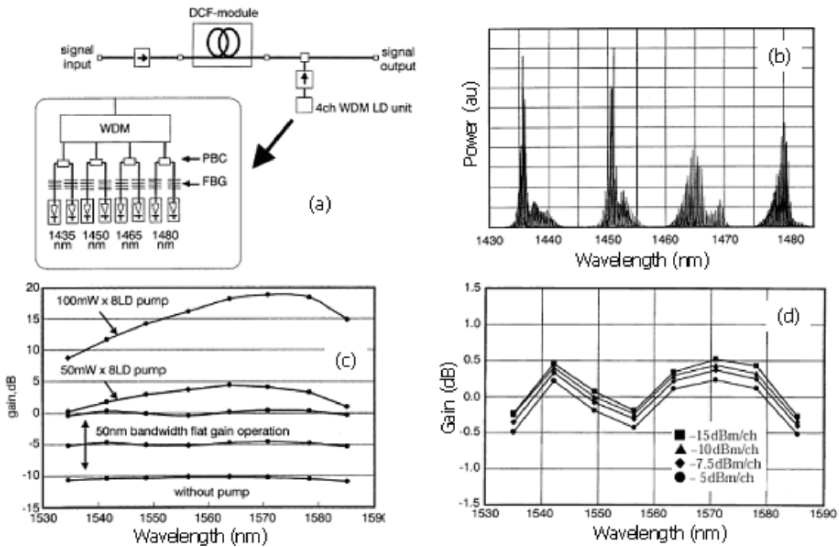 DCF-module
signal
input
signal
output
4ch WDM LD unit
WDM
PBC
FBG
1435 1450 1465 1480
nm nm nm nm
(a)
(b)
Power (au)
1430 1440 1450 1460 1470 1480
Wavelength (nm)
20
15
10
5
0
-5
-10
-15
gain,dB
100mW x 8LD pump
(c)
50mW x 8LD pump
50nm bandwidth flat gain operation
without pump
1530 1540 1550 1560 1570 1580 1590
Wavelength (nm)
1.5
1.0
0.5
0.0
-0.5
-1.0
-1.5
Gain (dB)
(d)
−15dBm/ch
−10dBm/ch
−7.5dBm/ch
− 5dBm/ch
1530 1540 1550 1560 1570 1580 1590
Wavelength (nm)